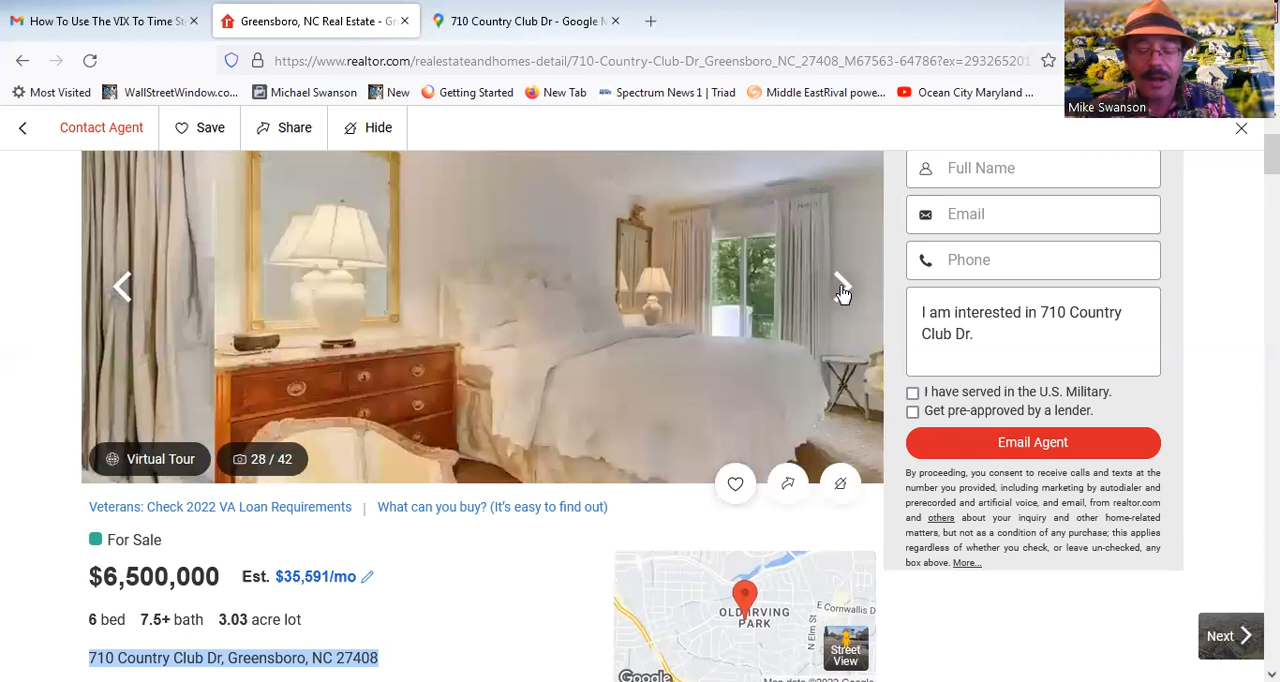 How To Use The VIX To Time St
Greensboro, NC Real Estate - Gr
710 Country Club Dr - Google M
https://www.realtor.com/realestateandhomes-detail/710-Country-Club-Dr_Greensboro_NC_27408_M67563-64786?ex=293265201
Most Visited
WallStreetWindow.co...
Michael Swanson
New
Getting Started
New Tab
Spectrum News 1 | Triad
Middle EastRival powe...
Ocean City Maryland ...
Mike Swanson
Contact Agent
Save
Share
Hide
Full Name
Email
Phone
I am interested in 710 Country
Club Dr.
I have served in the U.S. Military.
Get pre-approved by a lender.
Email Agent
By proceeding, you consent to receive calls and texts at the
number you provided, including marketing by autodialer and
prerecorded and artificial voice, and email, from realtor.com
and others about your inquiry and other home-related
matters, but not as a condition of any purchase; this applies
regardless of whether you check, or leave un-checked, any
box above. More...
Virtual Tour
28 / 42
Veterans: Check 2022 VA Loan Requirements | What can you buy? (It's easy to find out)
For Sale
$6,500,000 Est. $35,591/mo
6 bed 7.5+ bath 3.03 acre lot
710 Country Club Dr, Greensboro, NC 27408
OLD IRVING
PARK
E Cornwallis D
N Elm St
Street
View
Google
Map data ©2022 Google
Next